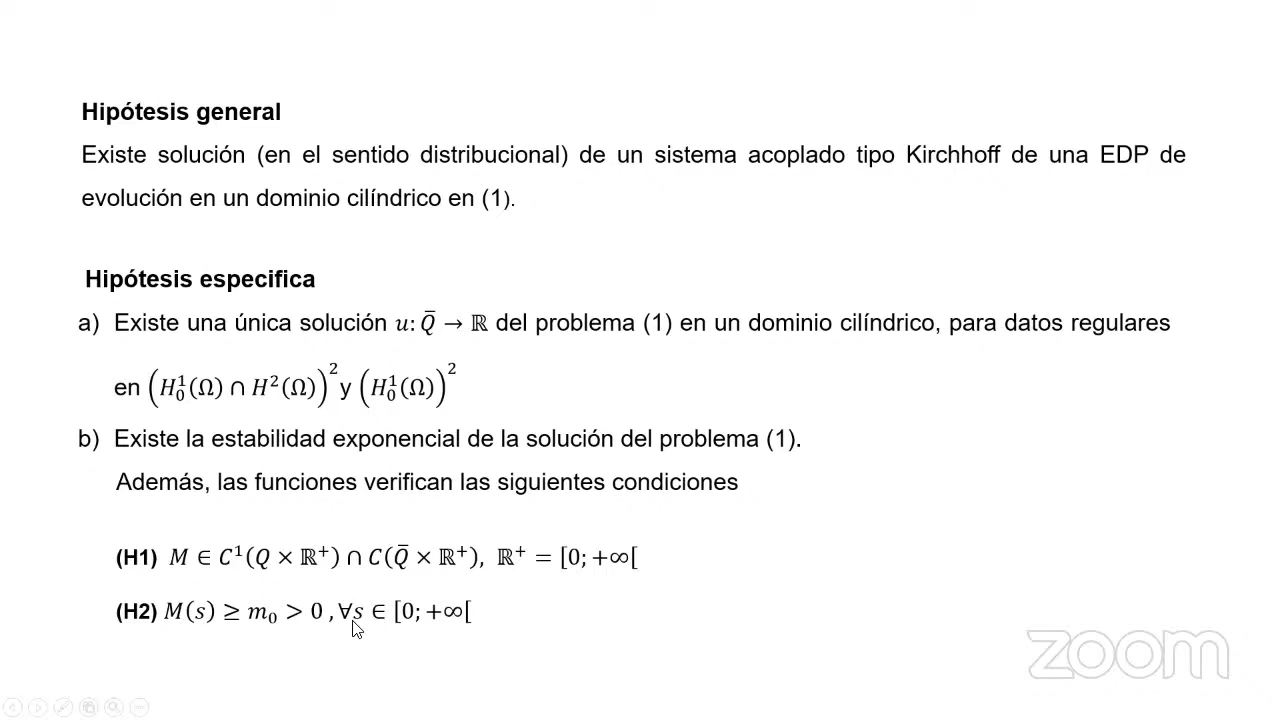 Hipótesis general
Existe solución (en el sentido distribucional) de un sistema acoplado tipo Kirchhoff de una EDP de
evolución en un dominio cilíndrico en (1).
Hipótesis especifica
a) Existe una única solución 𝑢: Q̄ → ℝ del problema (1) en un dominio cilíndrico, para datos regulares
en (H₀¹(Ω) ∩ H²(Ω))² y (H₀¹(Ω))²
b) Existe la estabilidad exponencial de la solución del problema (1).
Además, las funciones verifican las siguientes condiciones
(H1) M ∈ C¹(Q × ℝ⁺) ∩ C(Q̄ × ℝ⁺), ℝ⁺ = [0; +∞[
(H2) M(s) ≥ m₀ > 0 , ∀s ∈ [0; +∞[
zoom